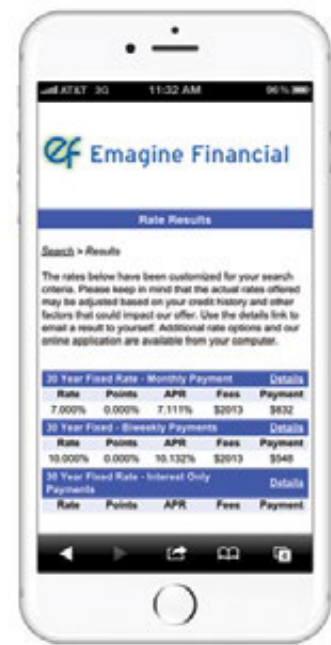 AT&T 3G 11:32 AM 96%
ef Emagine Financial
Rate Results
Search > Results
The rates below have been customized for your search
criteria. Please keep in mind that the actual rates offered
may be adjusted based on your credit history and other
factors that could impact our offer. Use the details link to
email a result to yourself. Additional rate options and our
online application are available from your computer.
30 Year Fixed Rate - Monthly Payment Details
Rate Points APR Fees Payment
7.000% 0.000% 7.111% $2013 $832
30 Year Fixed - Biweekly Payments Details
Rate Points APR Fees Payment
10.000% 0.000% 10.132% $2013 $548
30 Year Fixed Rate - Interest Only
Payments Details
Rate Points APR Fees Payment